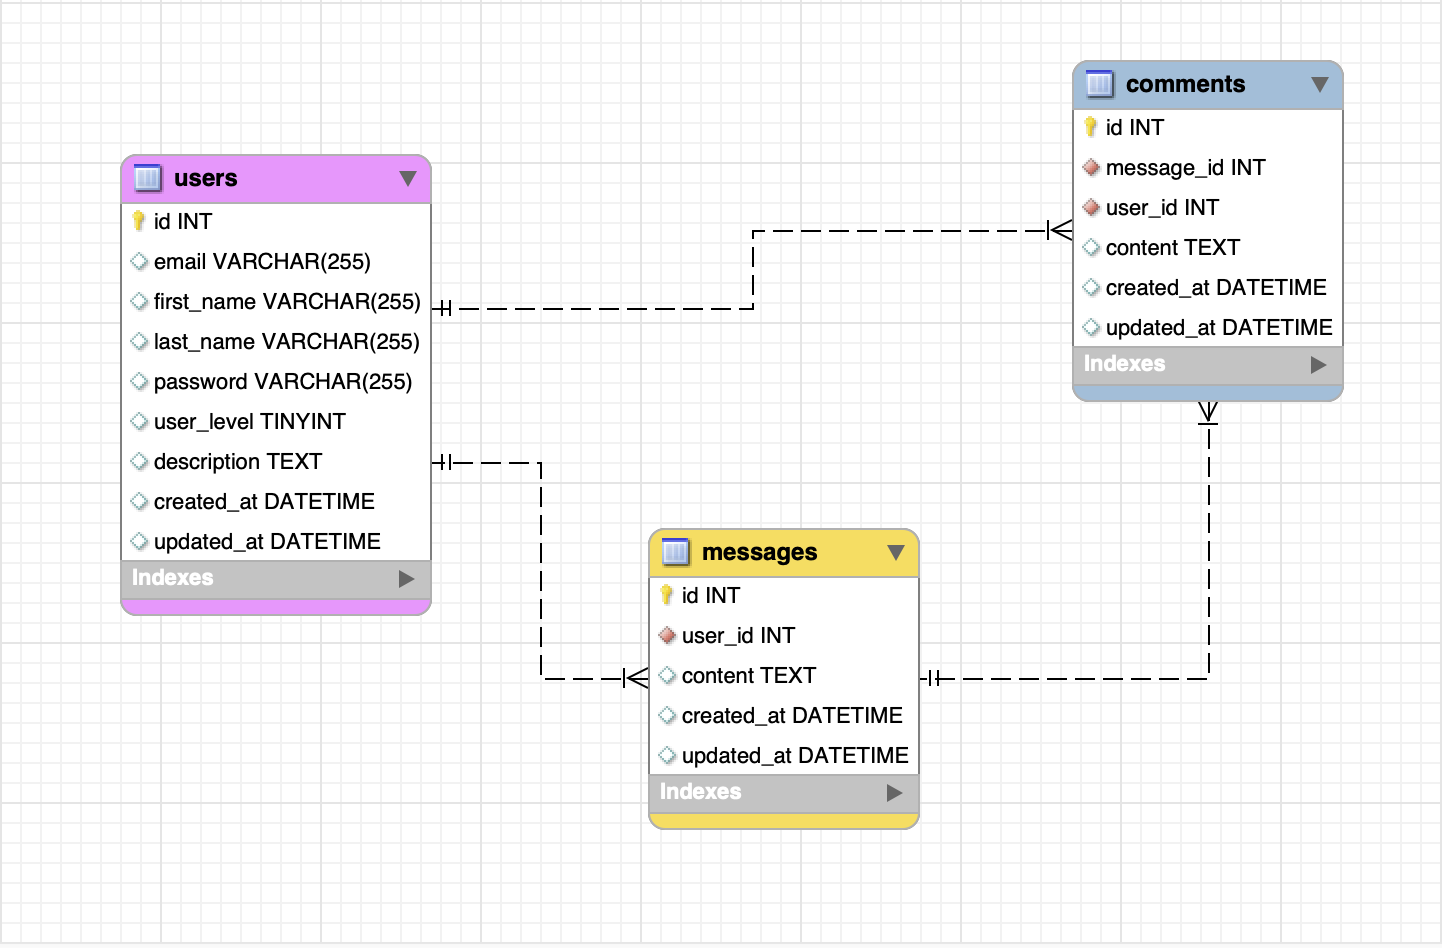 users
id INT
email VARCHAR(255)
first_name VARCHAR(255)
last_name VARCHAR(255)
password VARCHAR(255)
user_level TINYINT
description TEXT
created_at DATETIME
updated_at DATETIME
Indexes
comments
id INT
message_id INT
user_id INT
content TEXT
created_at DATETIME
updated_at DATETIME
Indexes
messages
id INT
user_id INT
content TEXT
created_at DATETIME
updated_at DATETIME
Indexes